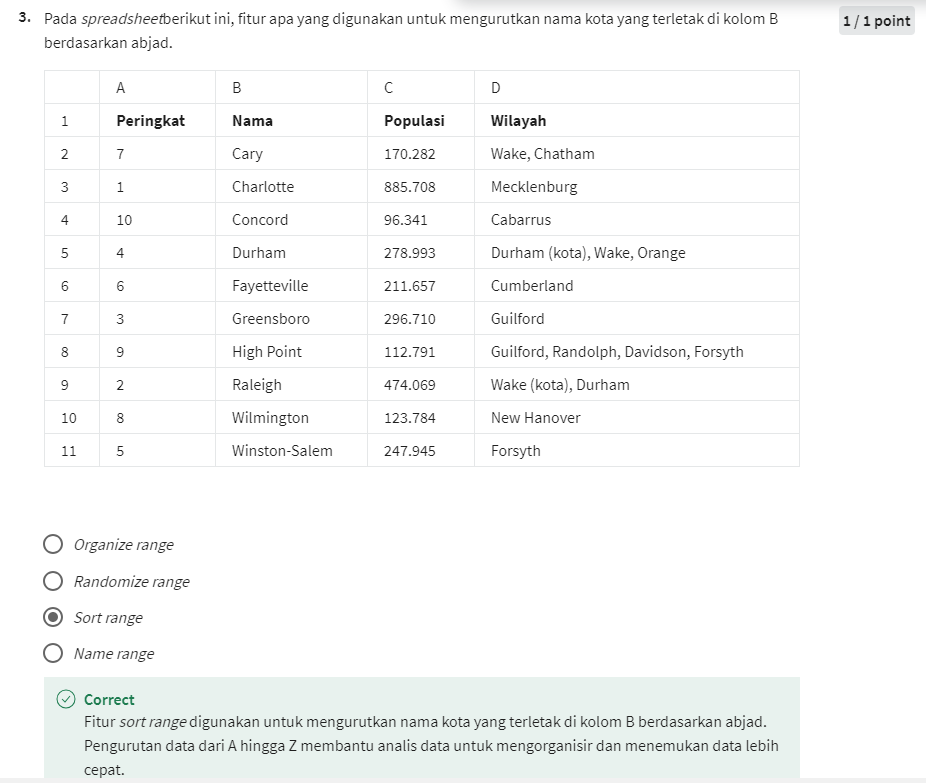 3. Pada spreadsheetberikut ini, fitur apa yang digunakan untuk mengurutkan nama kota yang terletak di kolom B
berdasarkan abjad.
1 / 1 point
A B C D
1 Peringkat Nama Populasi Wilayah
2 7 Cary 170.282 Wake, Chatham
3 1 Charlotte 885.708 Mecklenburg
4 10 Concord 96.341 Cabarrus
5 4 Durham 278.993 Durham (kota), Wake, Orange
6 6 Fayetteville 211.657 Cumberland
7 3 Greensboro 296.710 Guilford
8 9 High Point 112.791 Guilford, Randolph, Davidson, Forsyth
9 2 Raleigh 474.069 Wake (kota), Durham
10 8 Wilmington 123.784 New Hanover
11 5 Winston-Salem 247.945 Forsyth
Organize range
Randomize range
Sort range
Name range
Correct
Fitur sort range digunakan untuk mengurutkan nama kota yang terletak di kolom B berdasarkan abjad.
Pengurutan data dari A hingga Z membantu analis data untuk mengorganisir dan menemukan data lebih
cepat.